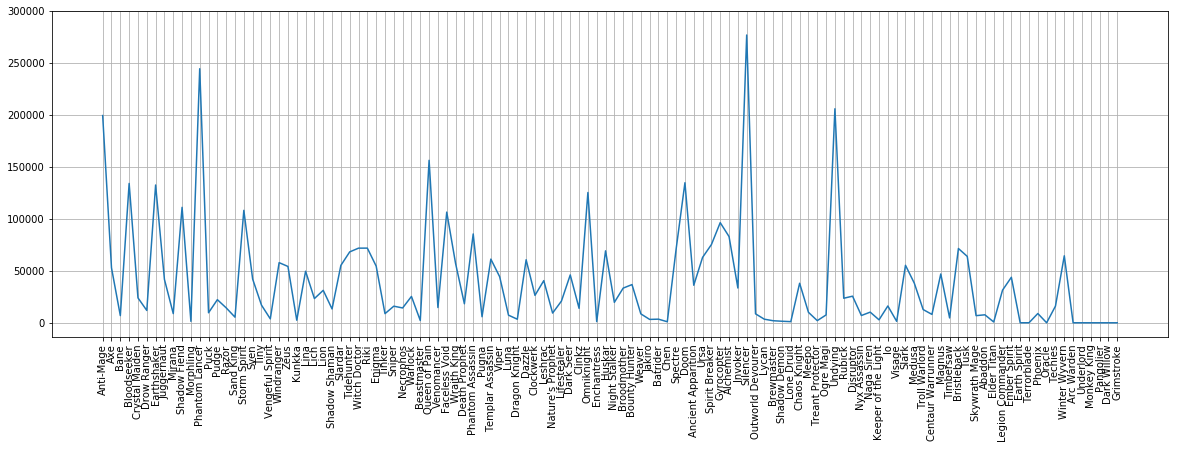 300000
250000
200000
150000
100000
50000
0
Anti-Mage
Axe
Bane
Bloodseeker
Crystal Maiden
Drow Ranger
Earthshaker
Juggernaut
Mirana
Shadow Fiend
Morphling
Phantom Lancer
Puck
Pudge
Razor
Sand King
Storm Spirit
Sven
Tiny
Vengeful Spirit
Windranger
Zeus
Kunkka
Lina
Lich
Lion
Shadow Shaman
Slardar
Tidehunter
Witch Doctor
Riki
Enigma
Tinker
Sniper
Necrophos
Warlock
Beastmaster
Queen of Pain
Venomancer
Faceless Void
Wraith King
Death Prophet
Phantom Assassin
Pugna
Templar Assassin
Viper
Luna
Dragon Knight
Dazzle
Clockwerk
Leshrac
Nature's Prophet
Lifestealer
Dark Seer
Clinkz
Omniknight
Enchantress
Huskar
Night Stalker
Broodmother
Bounty Hunter
Weaver
Jakiro
Batrider
Chen
Spectre
Doom
Ancient Apparition
Ursa
Spirit Breaker
Gyrocopter
Alchemist
Invoker
Silencer
Outworld Devourer
Lycan
Brewmaster
Shadow Demon
Lone Druid
Chaos Knight
Meepo
Treant Protector
Ogre Magi
Undying
Rubick
Disruptor
Nyx Assassin
Naga Siren
Keeper of the Light
Io
Visage
Slark
Medusa
Troll Warlord
Centaur Warrunner
Magnus
Timbersaw
Bristleback
Tusk
Skywrath Mage
Abaddon
Elder Titan
Legion Commander
Ember Spirit
Earth Spirit
Terrorblade
Phoenix
Oracle
Techies
Winter Wyvern
Arc Warden
Underlord
Monkey King
Pangolier
Dark Willow
Grimstroke